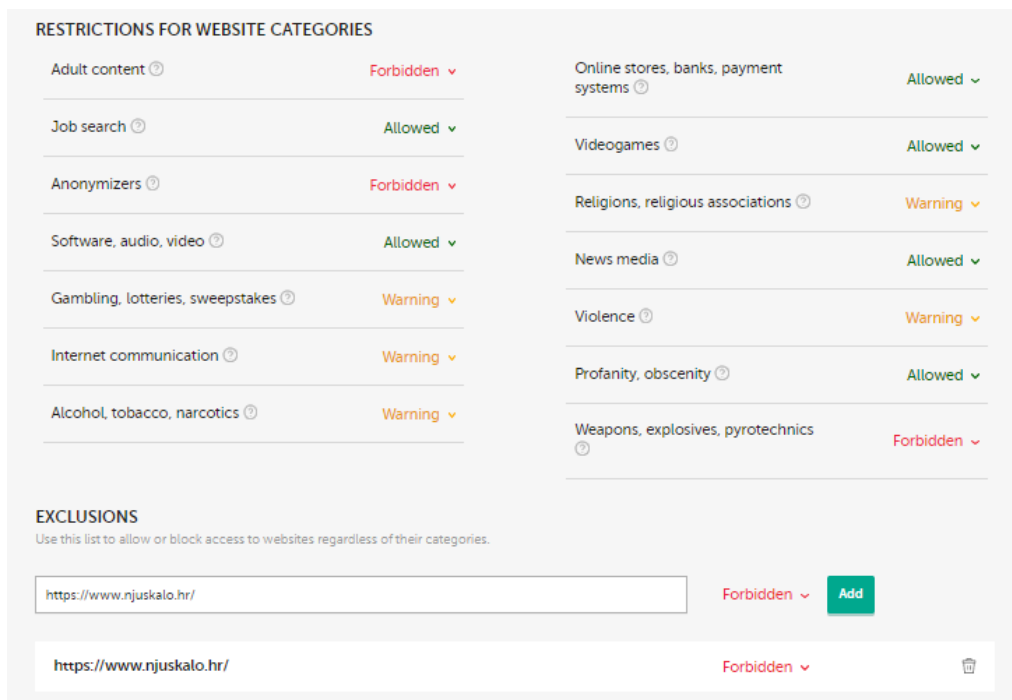 RESTRICTIONS FOR WEBSITE CATEGORIES
Adult content Forbidden
Job search Allowed
Anonymizers Forbidden
Software, audio, video Allowed
Gambling, lotteries, sweepstakes Warning
Internet communication Warning
Alcohol, tobacco, narcotics Warning
Online stores, banks, payment
systems Allowed
Videogames Allowed
Religions, religious associations Warning
News media Allowed
Violence Warning
Profanity, obscenity Allowed
Weapons, explosives, pyrotechnics
Forbidden
EXCLUSIONS
Use this list to allow or block access to websites regardless of their categories.
https://www.njuskalo.hr/ Forbidden Add
https://www.njuskalo.hr/ Forbidden